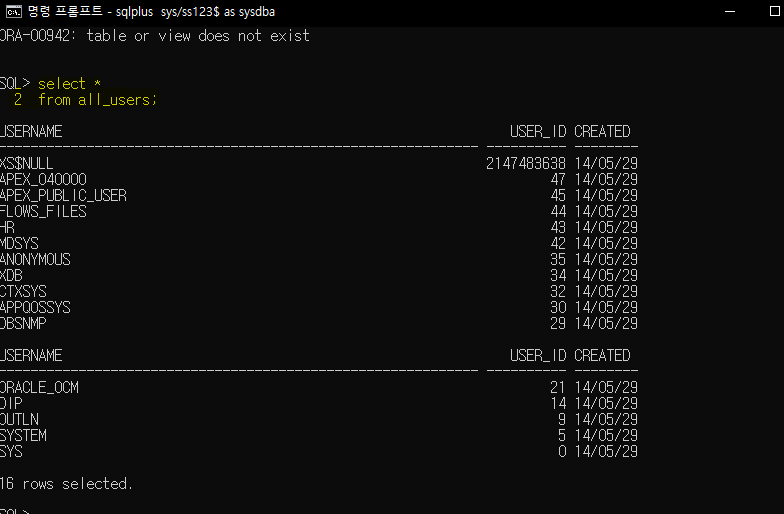 명령 프롬프트 - sqlplus sys/ss123$ as sysdba
ORA-00942: table or view does not exist
SQL> select *
2 from all_users;
USERNAME USER_ID CREATED
-------------------------------------------------- ---------- --------
XS$NULL 2147483638 14/05/29
APEX_040000 47 14/05/29
APEX_PUBLIC_USER 45 14/05/29
FLOWS_FILES 44 14/05/29
HR 43 14/05/29
MDSYS 42 14/05/29
ANONYMOUS 35 14/05/29
XDB 34 14/05/29
CTXSYS 32 14/05/29
APPQOSSYS 30 14/05/29
DBSNMP 29 14/05/29
USERNAME USER_ID CREATED
-------------------------------------------------- ---------- --------
ORACLE_OCM 21 14/05/29
DIP 14 14/05/29
OUTLN 9 14/05/29
SYSTEM 5 14/05/29
SYS 0 14/05/29
16 rows selected.
SQL>